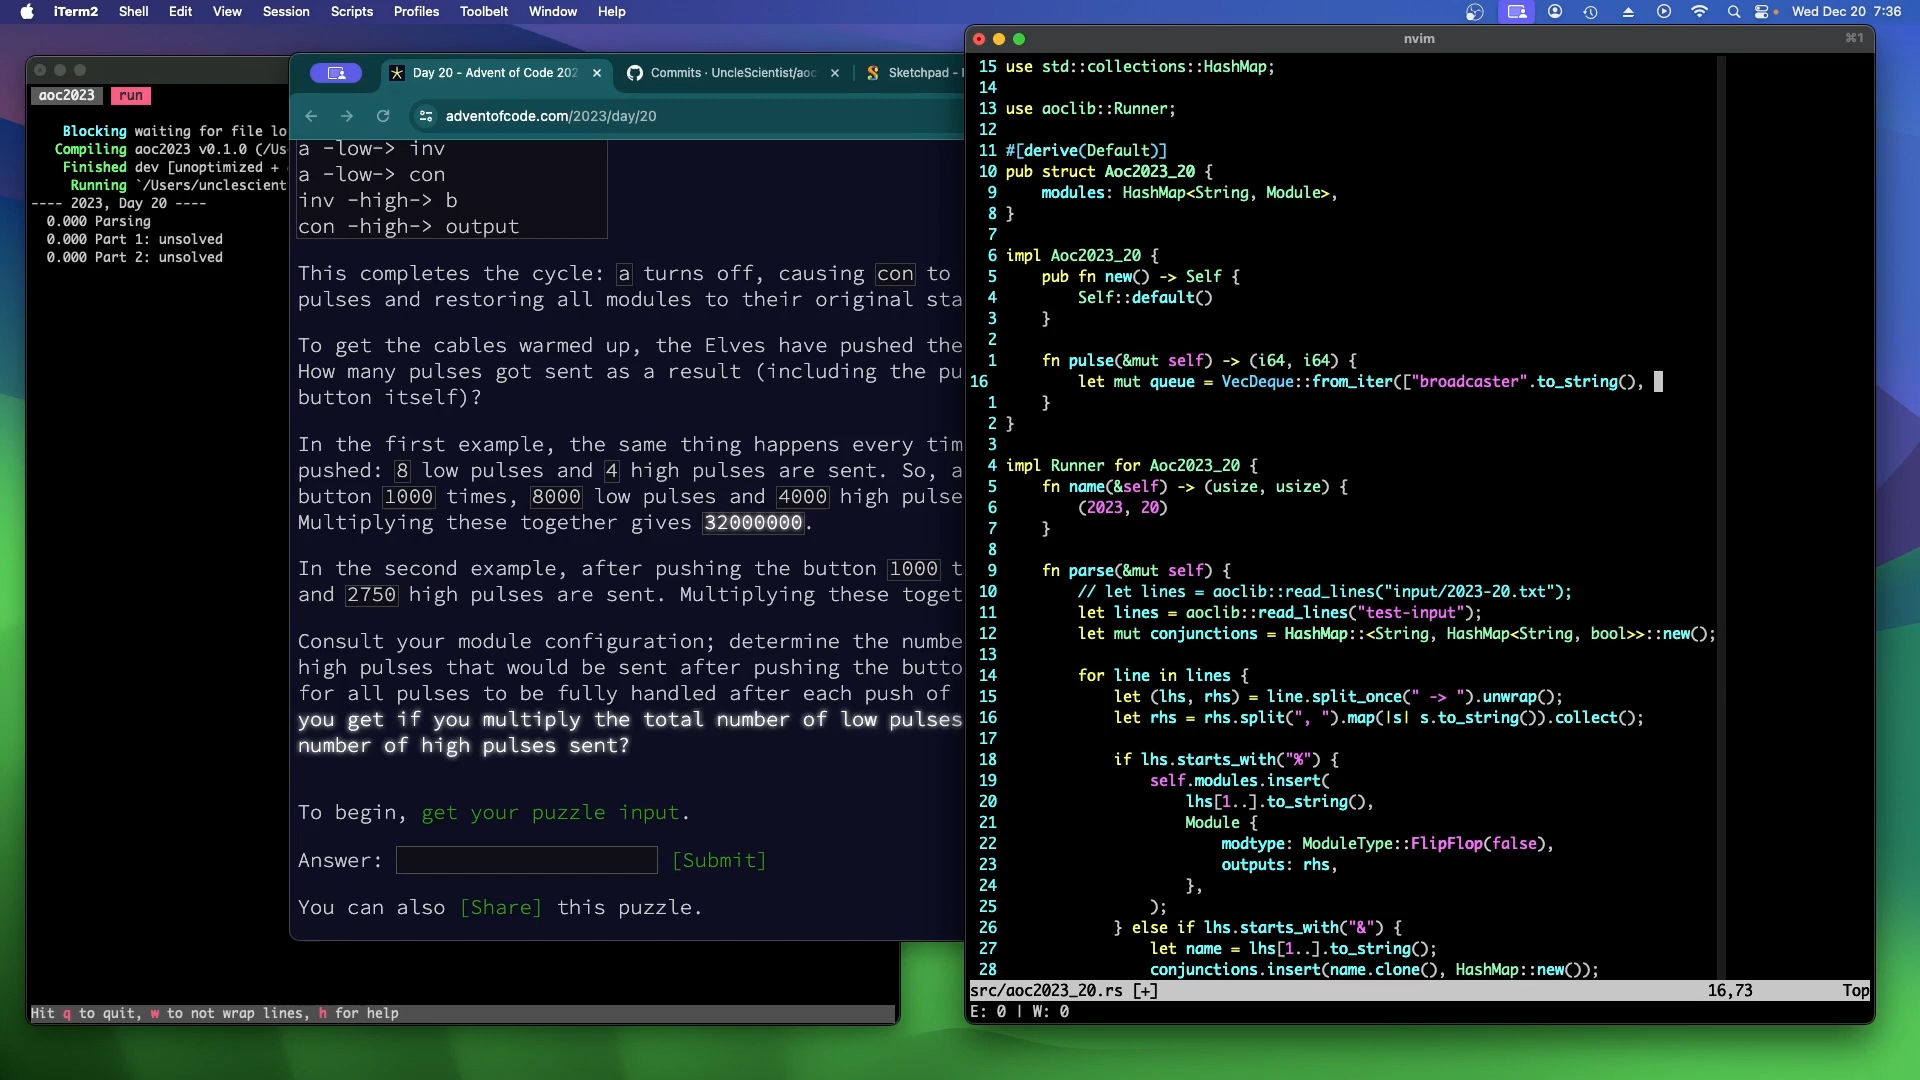 iTerm2 Shell Edit View Session Scripts Profiles Toolbelt Window Help Wed Dec 20 7:36
aoc2023 run
Blocking waiting for file lo
Compiling aoc2023 v0.1.0 (/Us
Finished dev [unoptimized +
Running `/Users/unclescient
---- 2023, Day 20 ----
0.000 Parsing
0.000 Part 1: unsolved
0.000 Part 2: unsolved
Hit q to quit, w to not wrap lines, h for help
Day 20 - Advent of Code 202
Commits · UncleScientist/aoc
Sketchpad -
adventofcode.com/2023/day/20
a -low-> inv
a -low-> con
inv -high-> b
con -high-> output
This completes the cycle: a turns off, causing con to
pulses and restoring all modules to their original sta
To get the cables warmed up, the Elves have pushed the
How many pulses got sent as a result (including the pu
button itself)?
In the first example, the same thing happens every tim
pushed: 8 low pulses and 4 high pulses are sent. So, a
button 1000 times, 8000 low pulses and 4000 high pulse
Multiplying these together gives 32000000.
In the second example, after pushing the button 1000 t
and 2750 high pulses are sent. Multiplying these toget
Consult your module configuration; determine the numbe
high pulses that would be sent after pushing the butto
for all pulses to be fully handled after each push of
you get if you multiply the total number of low pulses
number of high pulses sent?
To begin, get your puzzle input.
Answer: [Submit]
You can also [Share] this puzzle.
nvim ⌘1
15 use std::collections::HashMap;
14
13 use aoclib::Runner;
12
11 #[derive(Default)]
10 pub struct Aoc2023_20 {
9 modules: HashMap<String, Module>,
8 }
7
6 impl Aoc2023_20 {
5 pub fn new() -> Self {
4 Self::default()
3 }
2
1 fn pulse(&mut self) -> (i64, i64) {
16 let mut queue = VecDeque::from_iter(["broadcaster".to_string(),
1 }
2 }
3
4 impl Runner for Aoc2023_20 {
5 fn name(&self) -> (usize, usize) {
6 (2023, 20)
7 }
8
9 fn parse(&mut self) {
10 // let lines = aoclib::read_lines("input/2023-20.txt");
11 let lines = aoclib::read_lines("test-input");
12 let mut conjunctions = HashMap::<String, HashMap<String, bool>>::new();
13
14 for line in lines {
15 let (lhs, rhs) = line.split_once(" -> ").unwrap();
16 let rhs = rhs.split(", ").map(|s| s.to_string()).collect();
17
18 if lhs.starts_with("%") {
19 self.modules.insert(
20 lhs[1..].to_string(),
21 Module {
22 modtype: ModuleType::FlipFlop(false),
23 outputs: rhs,
24 },
25 );
26 } else if lhs.starts_with("&") {
27 let name = lhs[1..].to_string();
28 conjunctions.insert(name.clone(), HashMap::new());
src/aoc2023_20.rs [+] 16,73 Top
E: 0 | W: 0